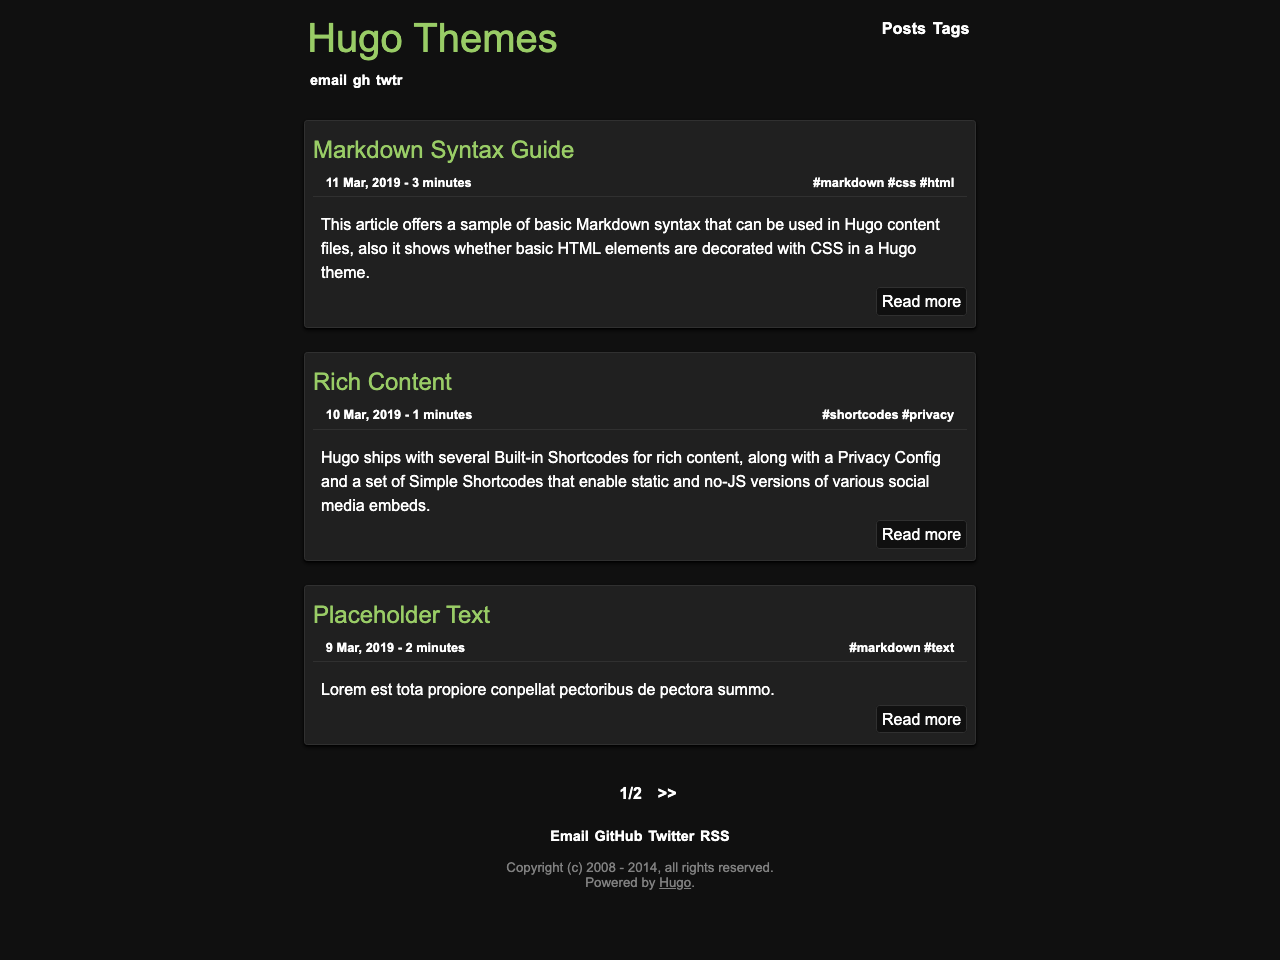 Hugo Themes
Posts Tags
email gh twtr
Markdown Syntax Guide
11 Mar, 2019 - 3 minutes
#markdown #css #html
This article offers a sample of basic Markdown syntax that can be used in Hugo content
files, also it shows whether basic HTML elements are decorated with CSS in a Hugo
theme.
Read more
Rich Content
10 Mar, 2019 - 1 minutes
#shortcodes #privacy
Hugo ships with several Built-in Shortcodes for rich content, along with a Privacy Config
and a set of Simple Shortcodes that enable static and no-JS versions of various social
media embeds.
Read more
Placeholder Text
9 Mar, 2019 - 2 minutes
#markdown #text
Lorem est tota propiore conpellat pectoribus de pectora summo.
Read more
1/2 >>
Email GitHub Twitter RSS
Copyright (c) 2008 - 2014, all rights reserved.
Powered by Hugo.